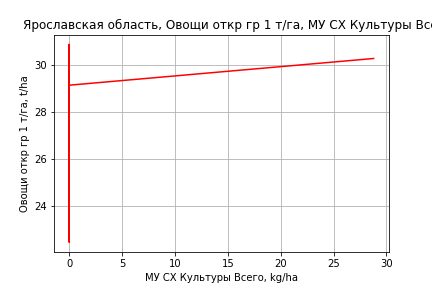 Ярославская область, Овощи откр гр 1 т/га, МУ СХ Культуры Все
30
28
26
24
Овощи откр гр 1 т/га, t/ha
0 5 10 15 20 25 30
МУ СХ Культуры Всего, kg/ha